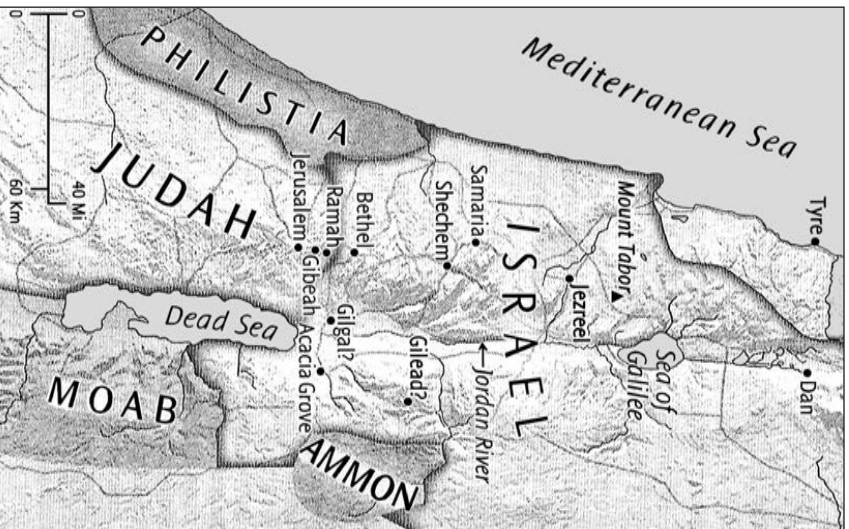 Mediterranean Sea
Tyre
Dan
Mount Tabor
Sea of
Galilee
Jezreel
ISRAEL
Samaria
Shechem
Jordan River
Gilead?
Bethel
Ramah
Gibeah
Jerusalem
Gilgal?
Acacia Grove
AMMON
PHILISTIA
JUDAH
Dead Sea
MOAB
0
40 Mi
0
60 Km